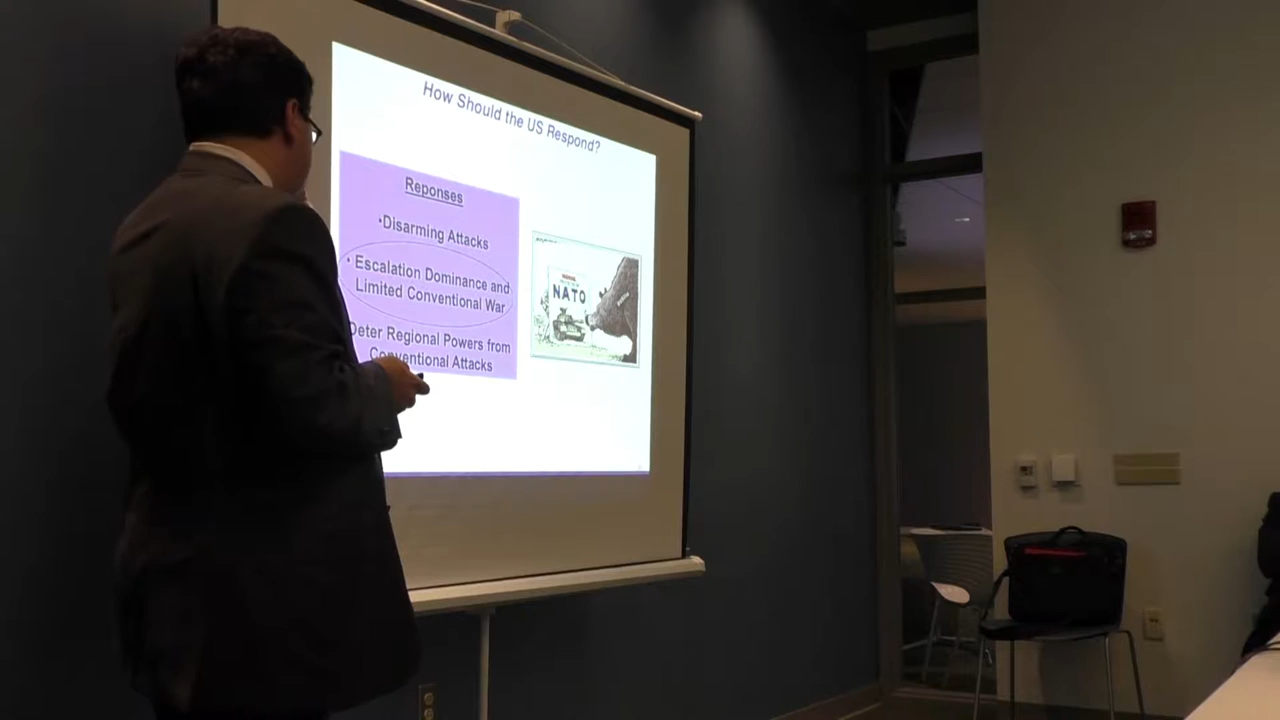 How Should the US Respond?
Reponses
•Disarming Attacks
• Escalation Dominance and
Limited Conventional War
Deter Regional Powers from
Conventional Attacks
NATO